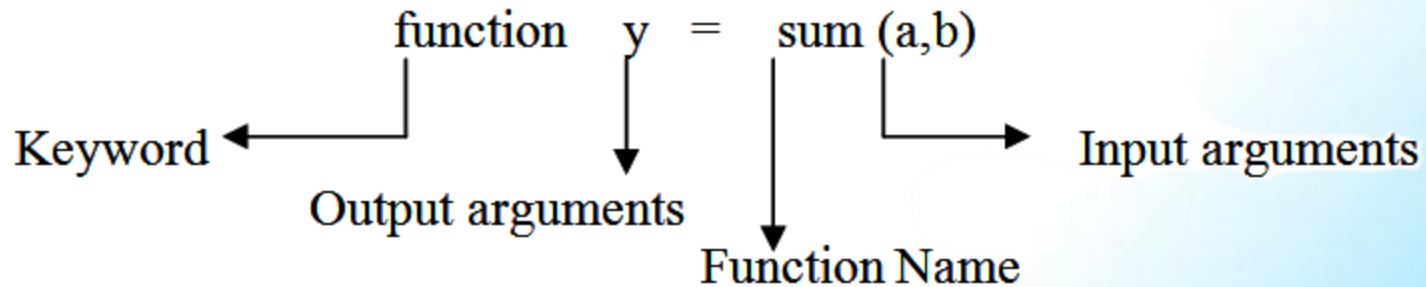 function y = sum (a,b)
Keyword
Input arguments
Output arguments
Function Name